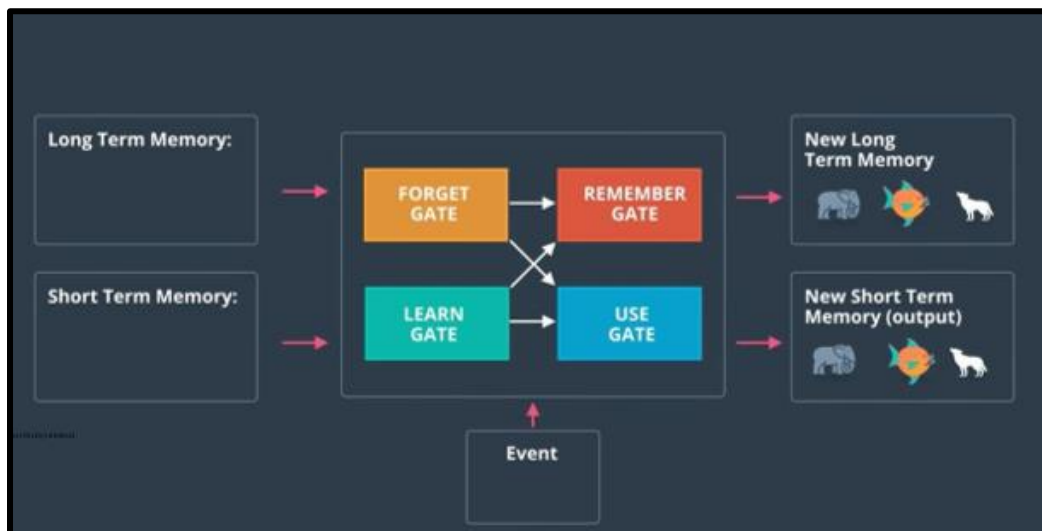 Long Term Memory:
FORGET
GATE
REMEMBER
GATE
New Long
Term Memory
Short Term Memory:
LEARN
GATE
USE
GATE
New Short Term
Memory (output)
Event